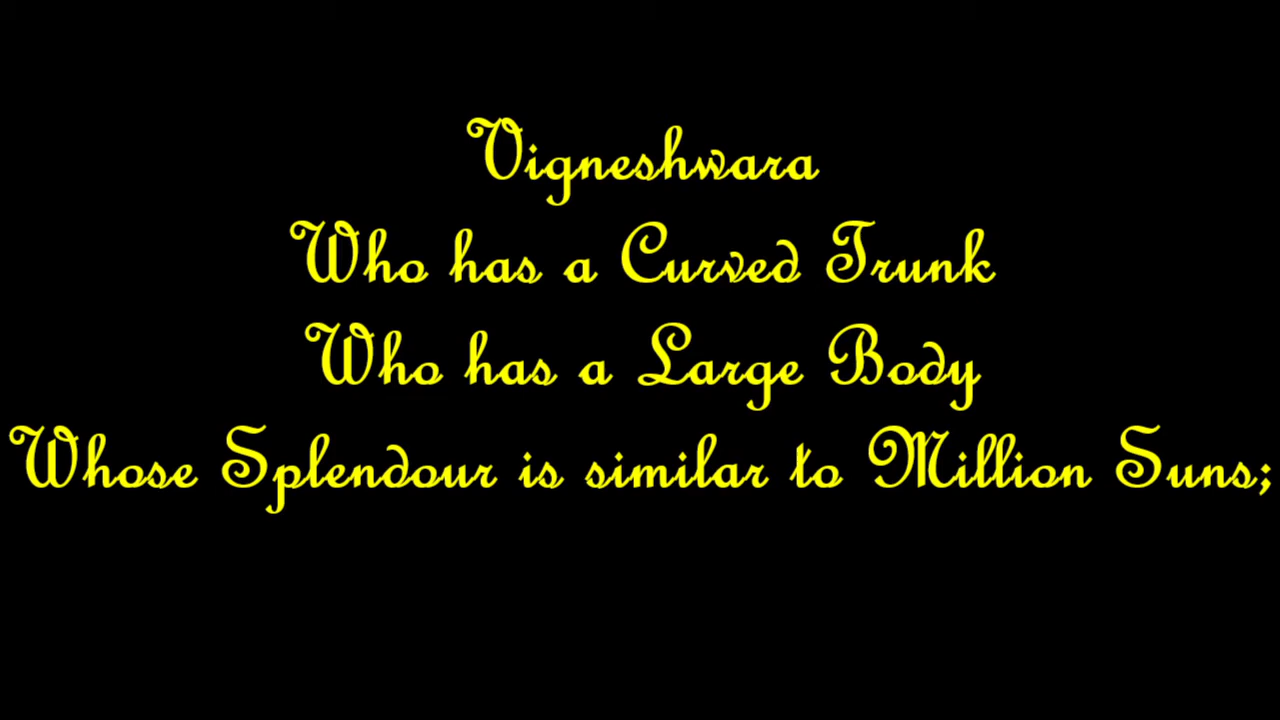 Vigneshwara
Who has a Curved Trunk
Who has a Large Body
Whose Splendour is similar to Million Suns;